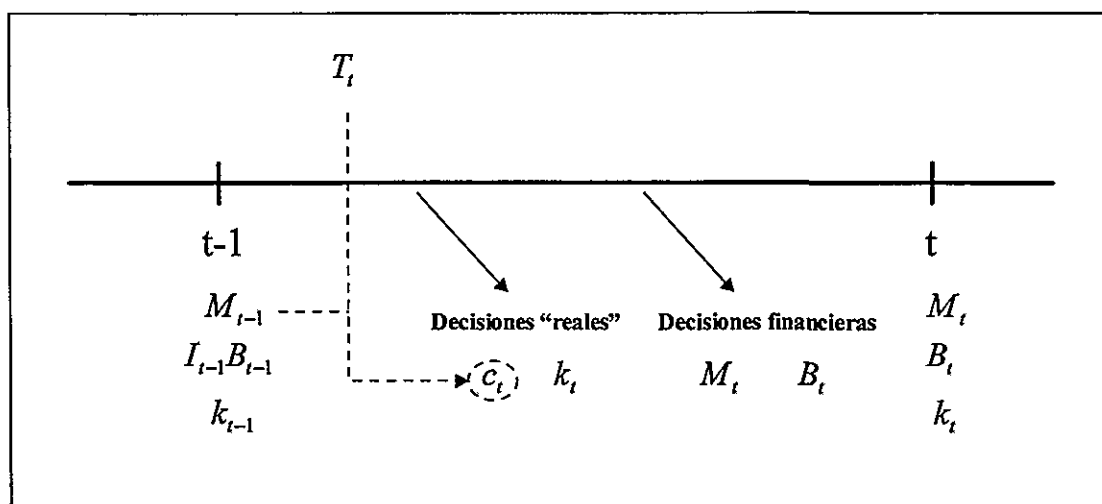 T_t
t-1 t
M_{t-1} Decisiones “reales” Decisiones financieras M_t
I_{t-1}B_{t-1} c_t k_t M_t B_t B_t
k_{t-1} k_t